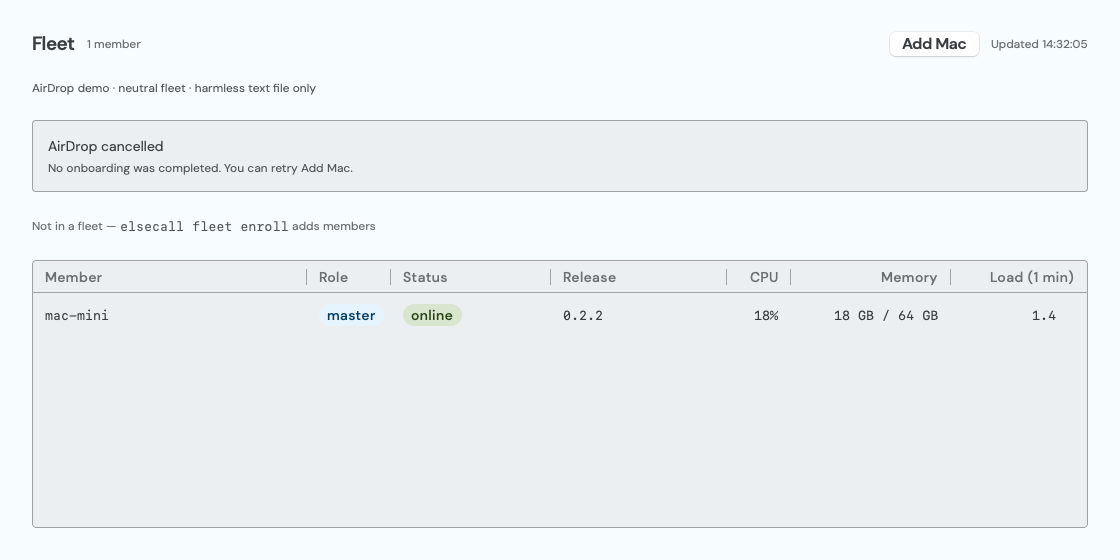 Fleet 1 member Add Mac Updated 14:32:05
AirDrop demo · neutral fleet · harmless text file only
AirDrop cancelled
No onboarding was completed. You can retry Add Mac.
Not in a fleet — elsecall fleet enroll adds members
Member Role Status Release CPU Memory Load (1 min)
mac-mini master online 0.2.2 18% 18 GB / 64 GB 1.4